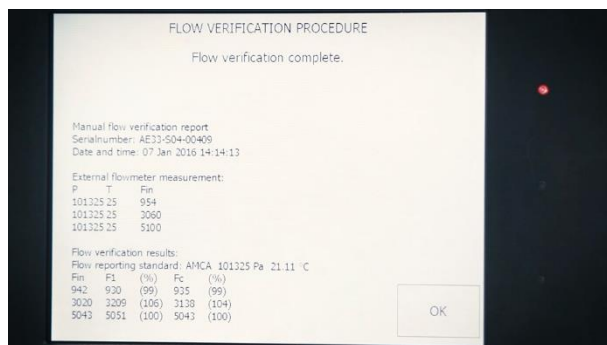 FLOW VERIFICATION PROCEDURE
Flow verification complete.
Manual flow verification report
Serialnumber: AE33-S04-00409
Date and time: 07 Jan 2016 14:14:13
External flowmeter measurement:
P T Fin
101325 25 954
101325 25 3060
101325 25 5100
Flow verification results:
Flow reporting standard: AMCA 101325 Pa 21.11 °C
Fin F1 (%) Fc (%)
942 930 (99) 935 (99)
3020 3209 (106) 3138 (104)
5043 5051 (100) 5043 (100)
OK